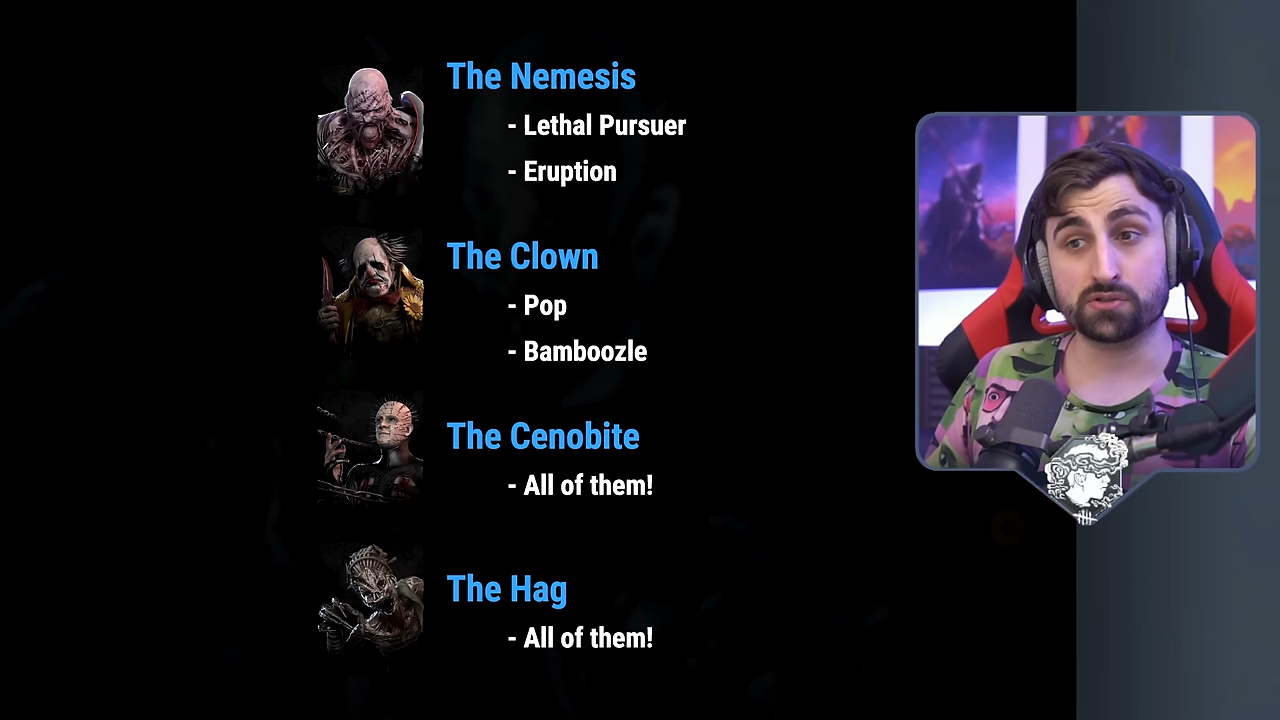 The Nemesis
- Lethal Pursuer
- Eruption
The Clown
- Pop
- Bamboozle
The Cenobite
- All of them!
The Hag
- All of them!